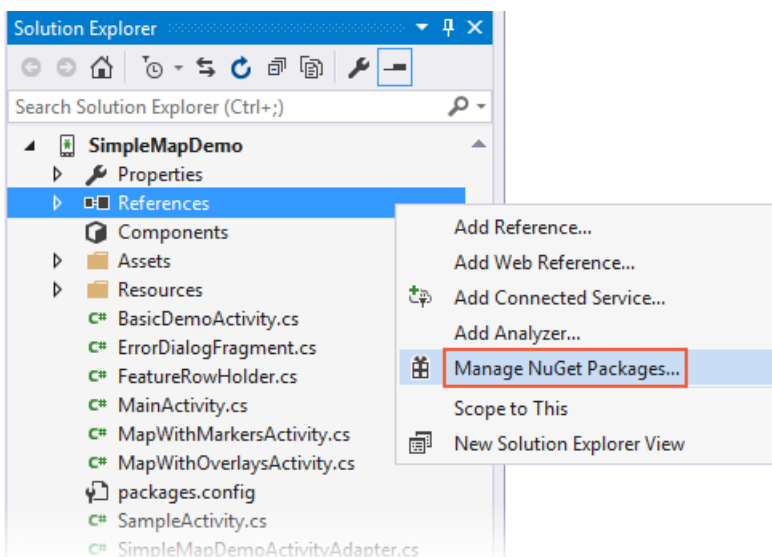 Solution Explorer
Search Solution Explorer (Ctrl+;)
SimpleMapDemo
Properties
References
Components
Assets
Resources
C# BasicDemoActivity.cs
C# ErrorDialogFragment.cs
C# FeatureRowHolder.cs
C# MainActivity.cs
C# MapWithMarkersActivity.cs
C# MapWithOverlaysActivity.cs
packages.config
C# SampleActivity.cs
C# SimpleMapDemoActivityAdapter.cs
Add Reference...
Add Web Reference...
Add Connected Service...
Add Analyzer...
Manage NuGet Packages...
Scope to This
New Solution Explorer View